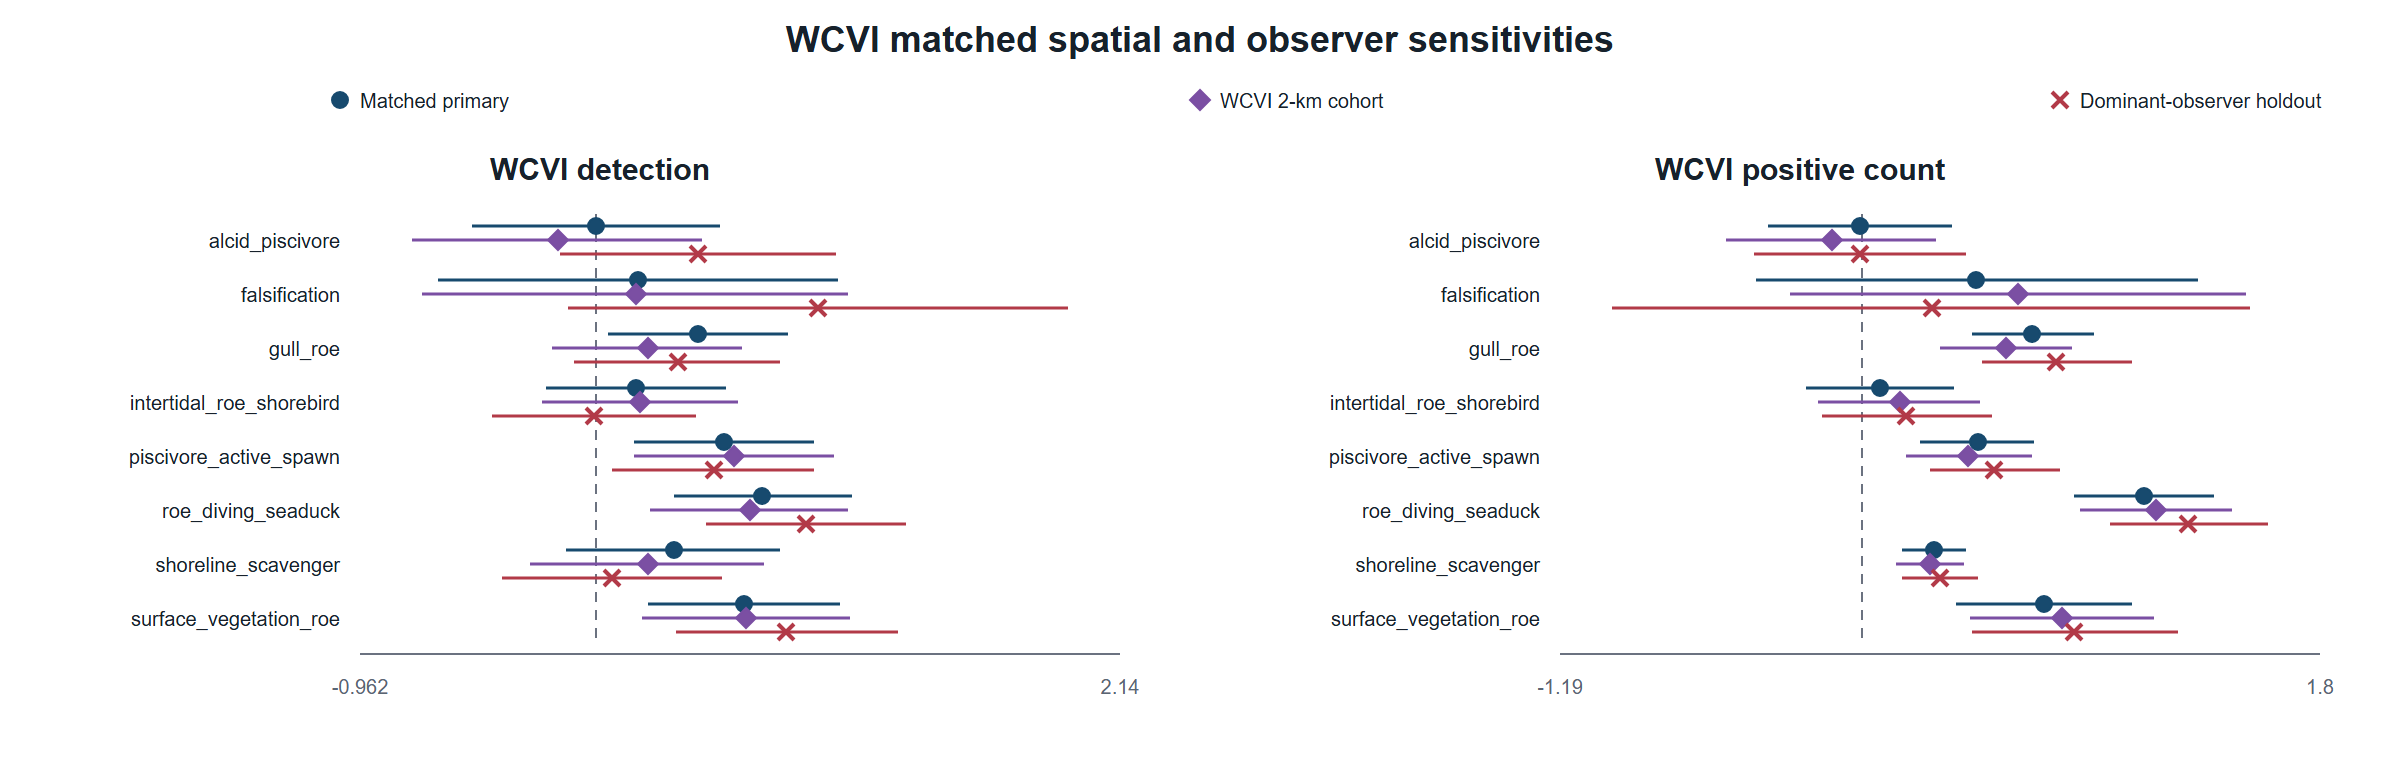 WCVI matched spatial and observer sensitivities
Matched primary
WCVI 2-km cohort
Dominant-observer holdout
WCVI detection
alcid_piscivore
falsification
gull_roe
intertidal_roe_shorebird
piscivore_active_spawn
roe_diving_seaduck
shoreline_scavenger
surface_vegetation_roe
-0.962
2.14
WCVI positive count
alcid_piscivore
falsification
gull_roe
intertidal_roe_shorebird
piscivore_active_spawn
roe_diving_seaduck
shoreline_scavenger
surface_vegetation_roe
-1.19
1.8